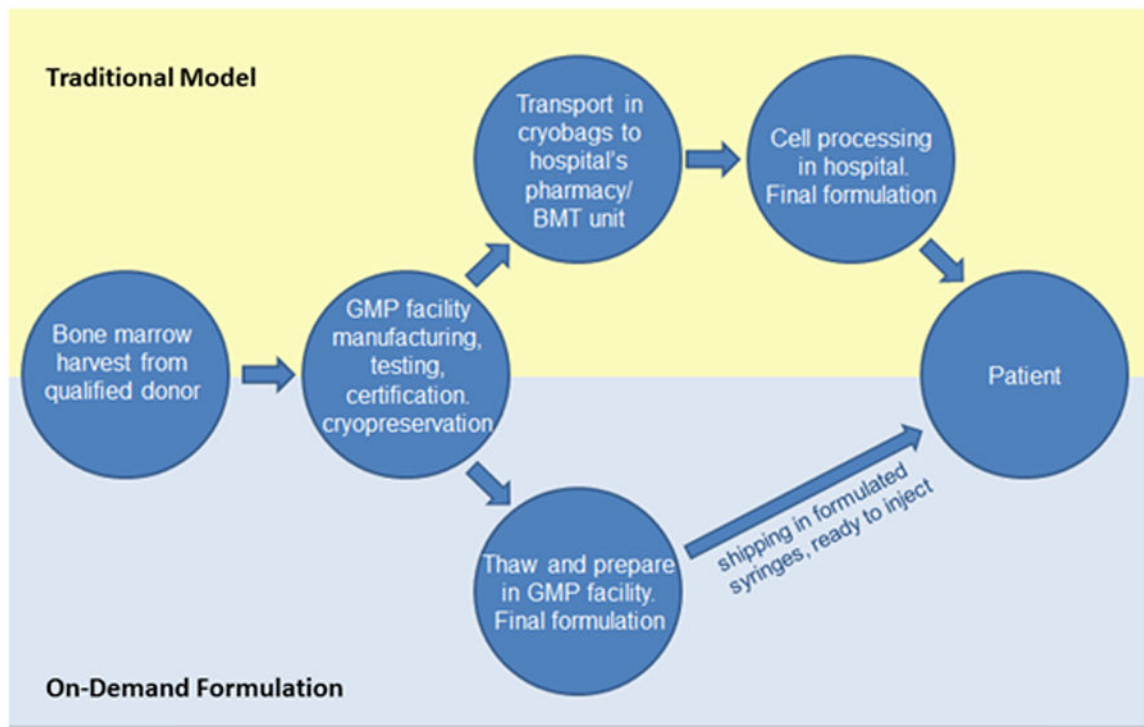 Traditional Model
Transport in
cryobags to
hospital's
pharmacy/
BMT unit
Cell processing
in hospital.
Final formulation
Bone marrow
harvest from
qualified donor
GMP facility
manufacturing,
testing,
certification.
cryopreservation
Patient
Thaw and prepare
in GMP facility.
Final formulation
shipping in formulated
syringes, ready to inject
On-Demand Formulation